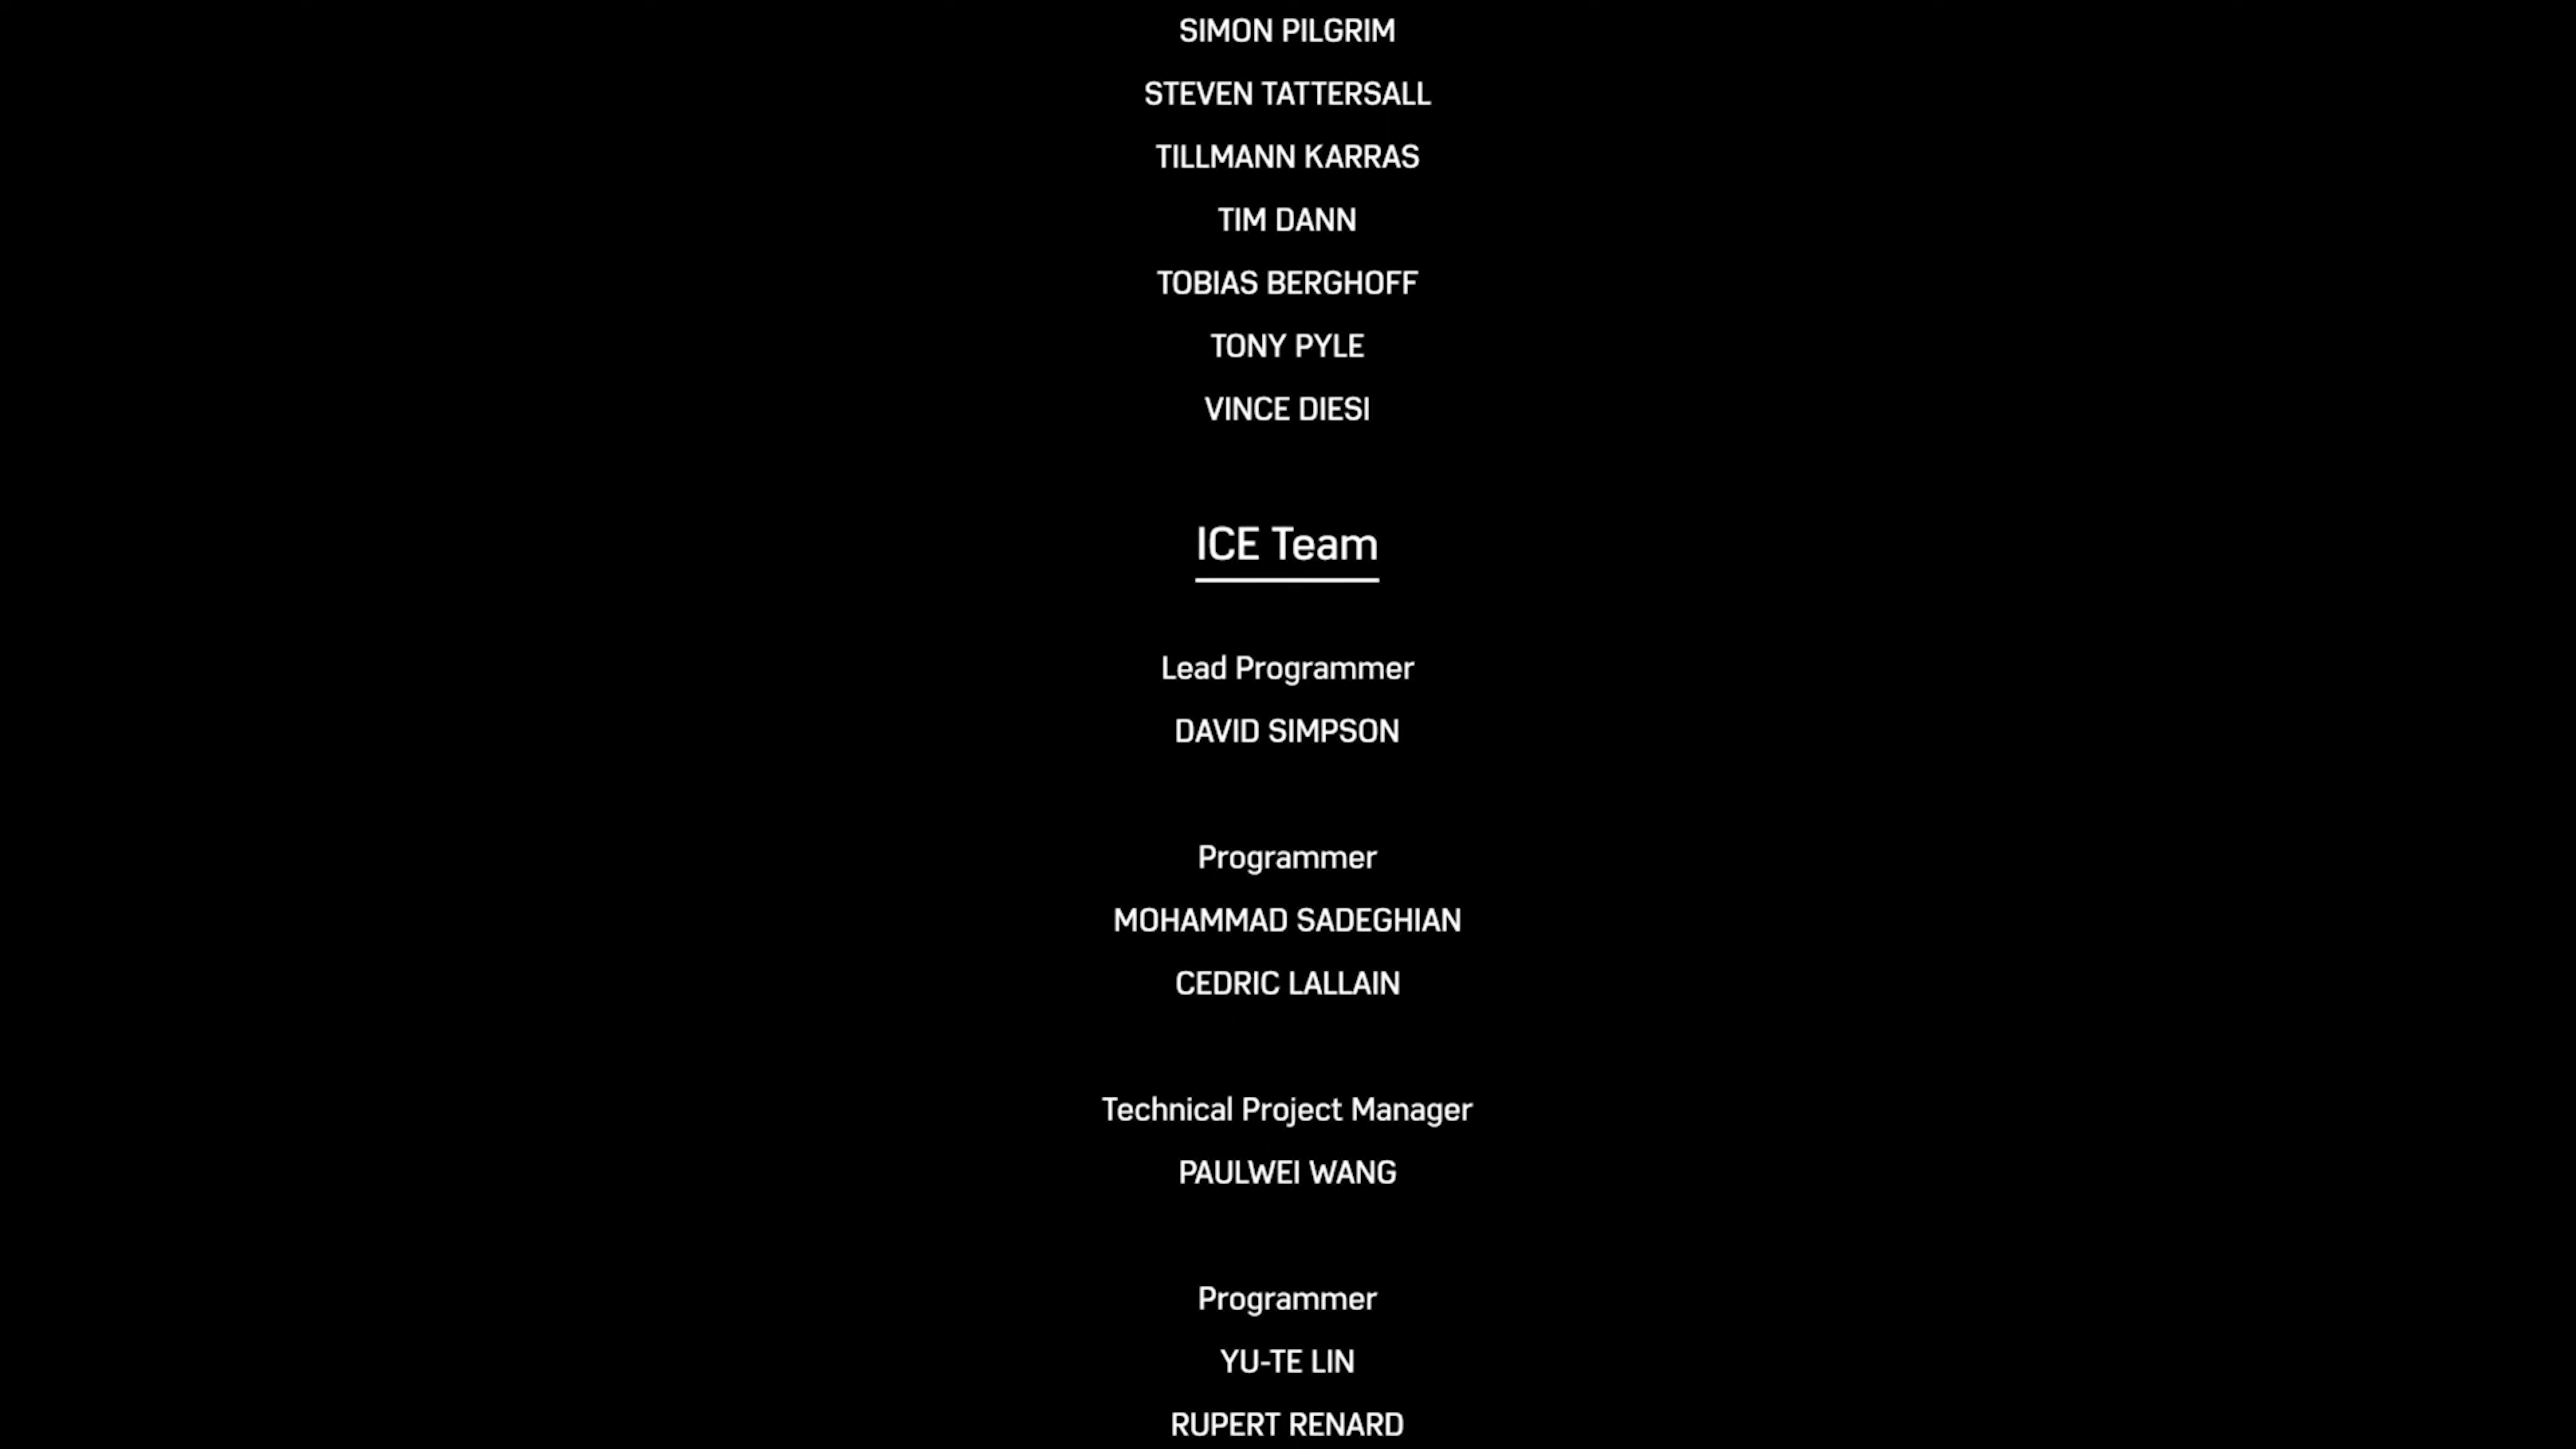 SIMON PILGRIM
STEVEN TATTERSALL
TILLMANN KARRAS
TIM DANN
TOBIAS BERGHOFF
TONY PYLE
VINCE DIESI
ICE Team
Lead Programmer
DAVID SIMPSON
Programmer
MOHAMMAD SADEGHIAN
CEDRIC LALLAIN
Technical Project Manager
PAULWEI WANG
Programmer
YU-TE LIN
RUPERT RENARD